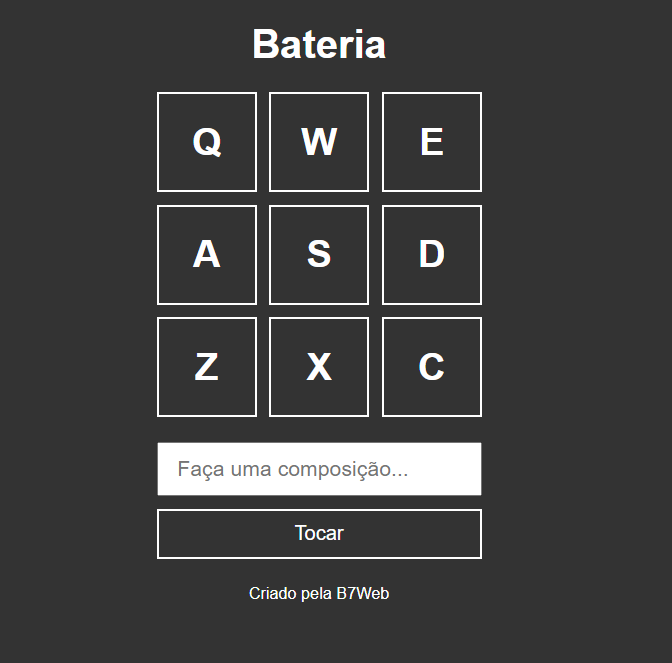 Bateria
Q W E
A S D
Z X C
Faça uma composição...
Tocar
Criado pela B7Web